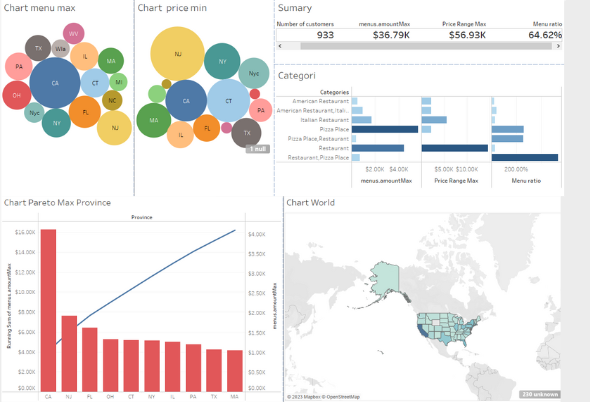 Chart menu max
Chart price min
Sumary
Number of customers
menus.amountMax
Price Range Max
Menu ratio
933
$36.79K
$56.93K
64.62%
WV
TX
Wla
IL
MA
PA
CA
CT
MI
OH
NC
Nyc
NY
FL
NJ
NJ
NY
Nyc
CA
CT
PA
MA
IL
FL
TX
1 null
Categori
Categories
American Restaurant
American Restaurant, Itali..
Italian Restaurant
Pizza Place
Pizza Place, Restaurant
Restaurant
Restaurant, Pizza Place
$2.00K $4.00K
$5.00K $10.00K
200.00%
menus.amountMax
Price Range Max
Menu ratio
Chart Pareto Max Province
Province
Running Sum of menus.amountMax
$16.00K
$14.00K
$12.00K
$10.00K
$8.00K
$6.00K
$4.00K
$2.00K
$0.00K
$4.00K
$3.50K
$3.00K
$2.50K
$2.00K
$1.50K
$1.00K
$0.50K
$0.00K
menus.amountMax
CA NJ FL OH CT NY IL PA TX MA
Chart World
© 2023 Mapbox © OpenStreetMap
230 unknown